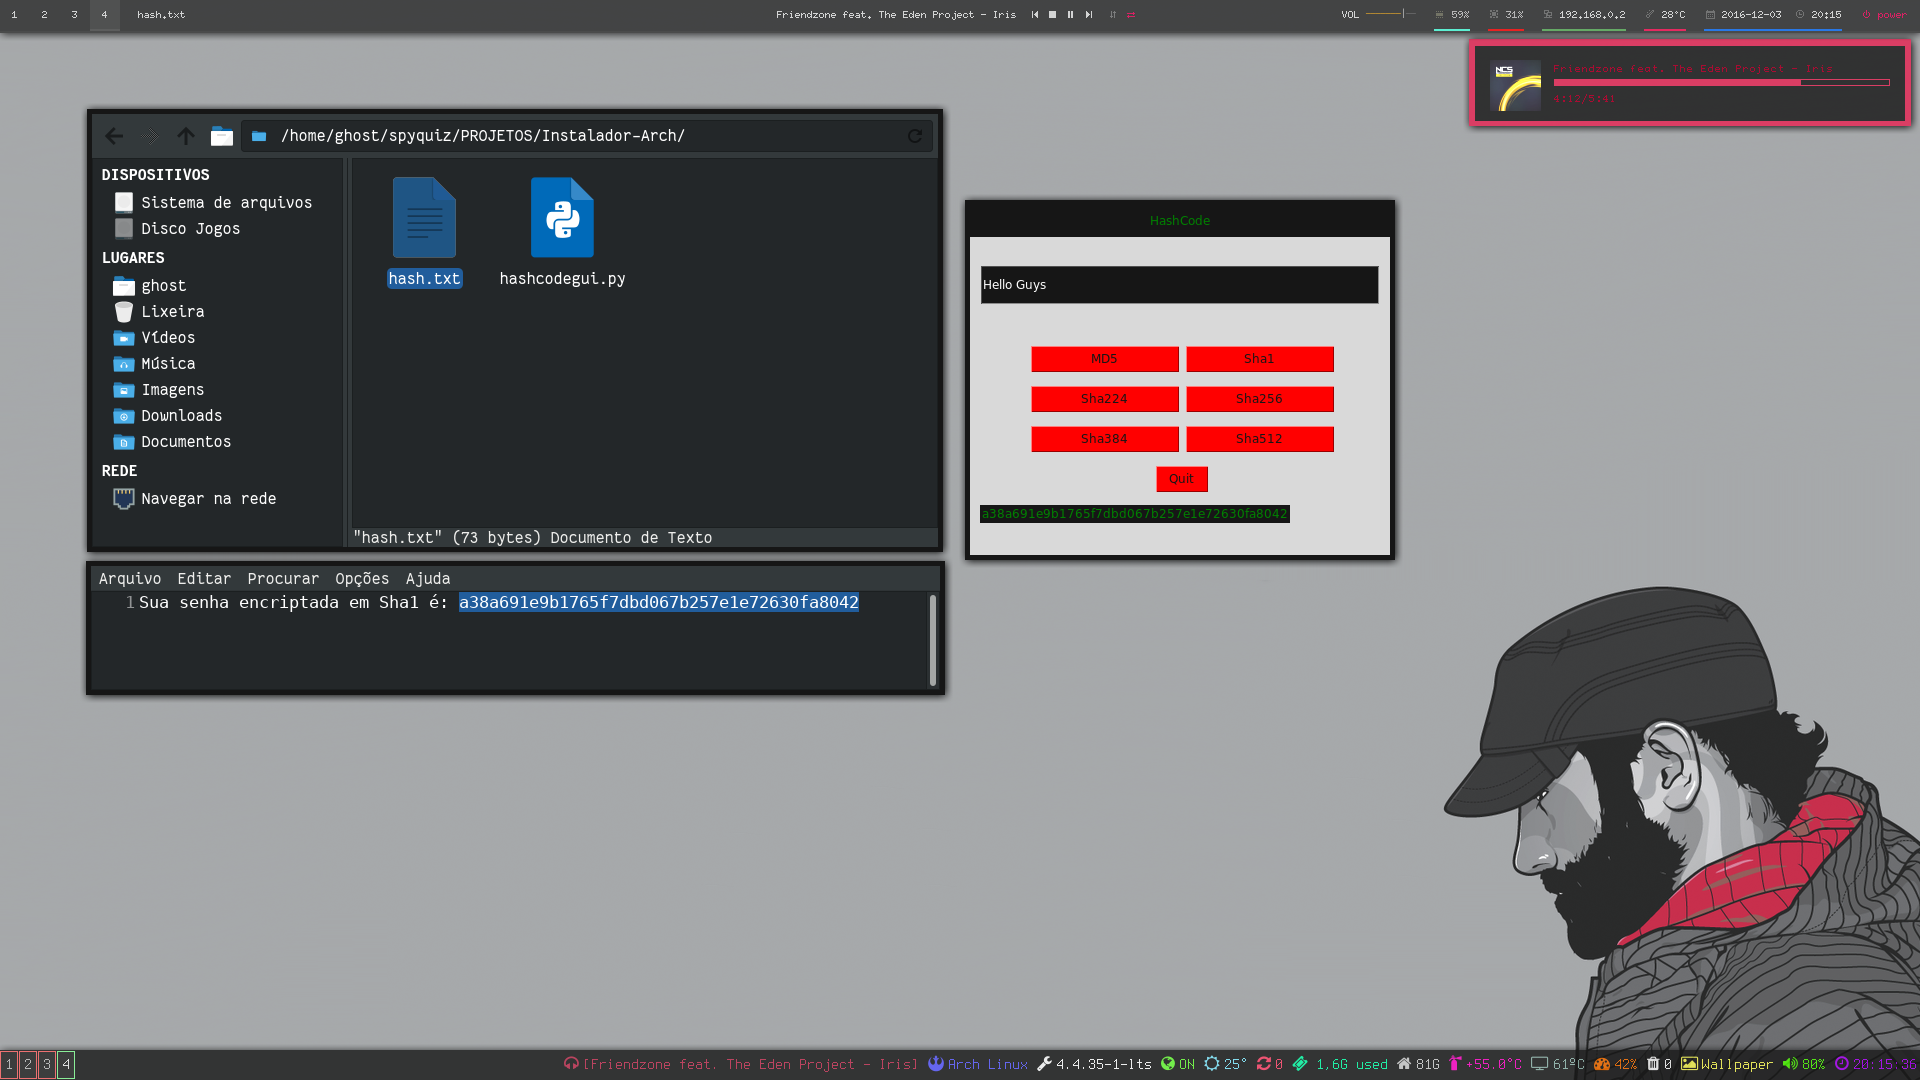 1 2 3 4 hash.txt Friendzone feat. The Eden Project - Iris VOL 59% 31% 192.168.0.2 28°C 2016-12-03 20:15 power
NCS Friendzone feat. The Eden Project - Iris
4:12/5:41
/home/ghost/spyquiz/PROJETOS/Instalador-Arch/
DISPOSITIVOS
Sistema de arquivos
Disco Jogos
LUGARES
ghost
Lixeira
Vídeos
Música
Imagens
Downloads
Documentos
REDE
Navegar na rede
hash.txt hashcodegui.py
"hash.txt" (73 bytes) Documento de Texto
HashCode
Hello Guys
MD5 Sha1
Sha224 Sha256
Sha384 Sha512
Quit
a38a691e9b1765f7dbd067b257e1e72630fa8042
Arquivo Editar Procurar Opções Ajuda
1 Sua senha encriptada em Sha1 é: a38a691e9b1765f7dbd067b257e1e72630fa8042
1 2 3 4 [Friendzone feat. The Eden Project - Iris] Arch Linux 4.4.35-1-lts ON 25° 0 1,6G used 81G +55.0°C 61ºC 42% 0 Wallpaper 80% 20:15:36